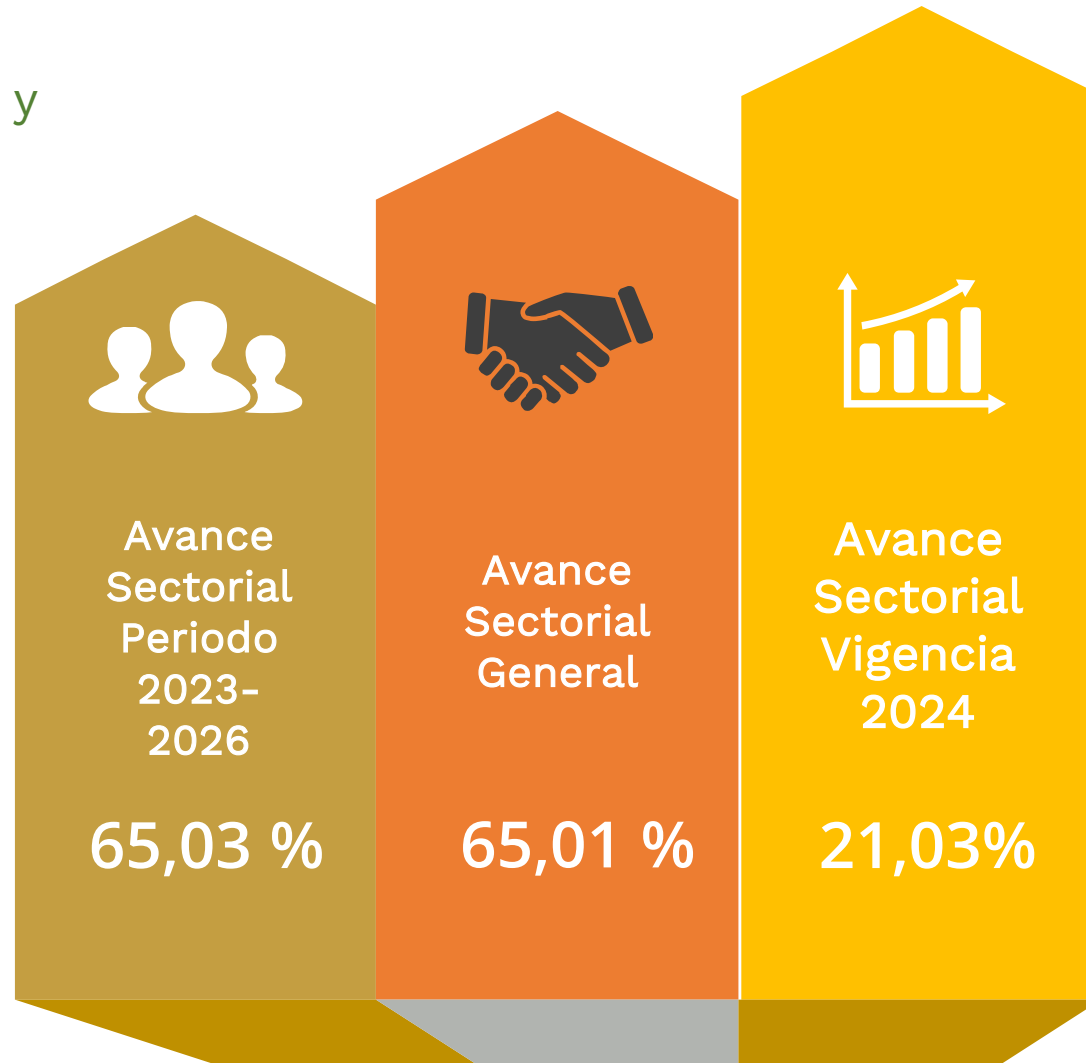 y
Avance
Sectorial
Periodo
2023-
2026
65,03 %
Avance
Sectorial
General
65,01 %
Avance
Sectorial
Vigencia
2024
21,03%